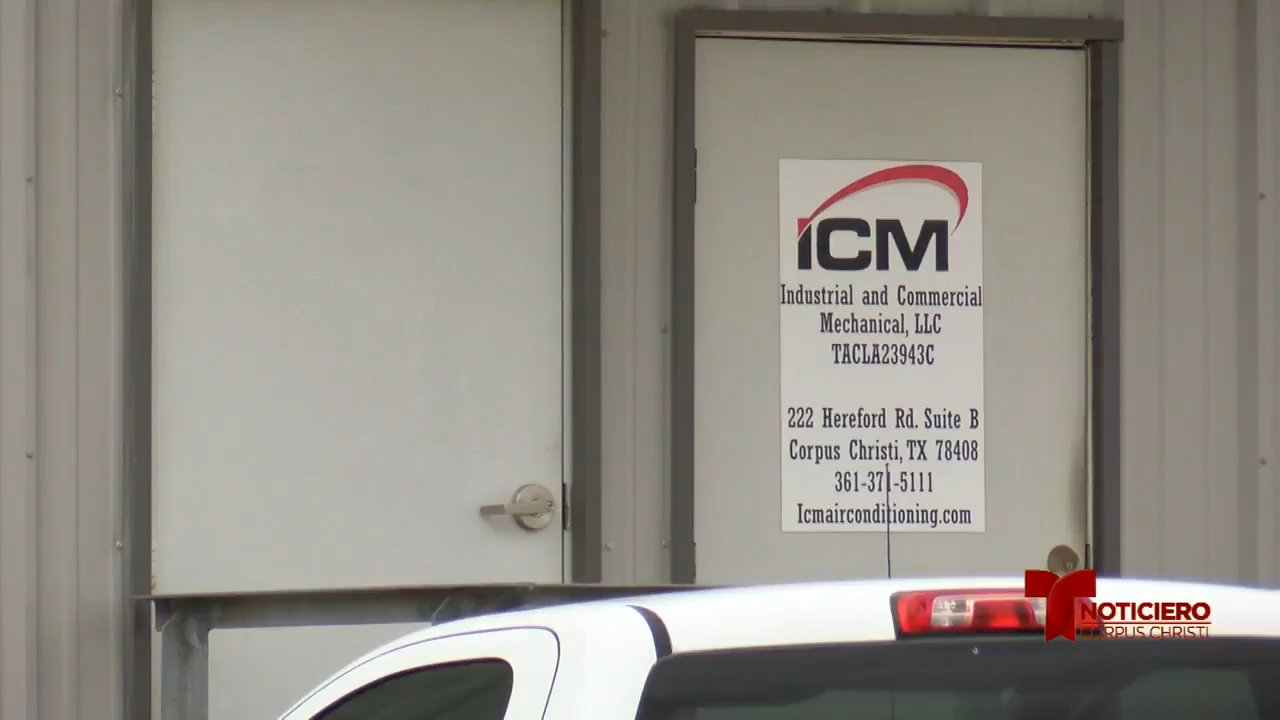 ICM
Industrial and Commercial
Mechanical, LLC
TACLA23943C
222 Hereford Rd. Suite B
Corpus Christi, TX 78408
361-371-5111
Icmairconditioning.com
NOTICIERO
CORPUS CHRISTI